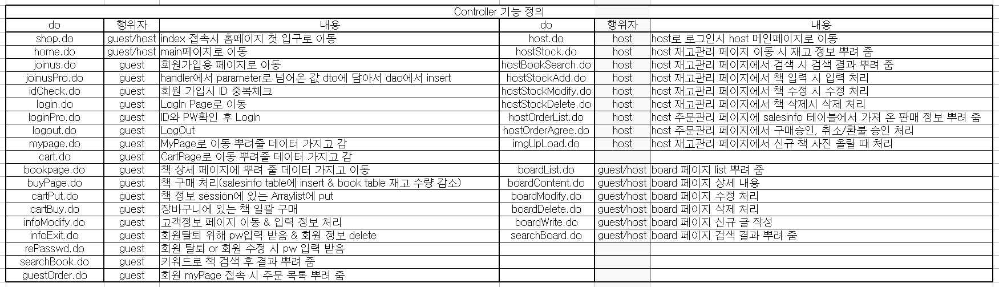 Controller 기능 정의
do 행위자 내용 do 행위자 내용
shop.do guest/host index 접속시 홈페이지 첫 입구로 이동 host.do host host로 로그인시 host 메인페이지로 이동
home.do guest/host main페이지로 이동 hostStock.do host host 재고관리 페이지 이동 시 재고 정보 뿌려 줌
joinus.do guest 회원가입용 페이지로 이동 hostBookSearch.do host host 재고관리 페이지에서 검색 시 검색 결과 뿌려 줌
joinusPro.do guest handler에서 parameter로 넘어온 값 dto에 담아서 dao에서 insert hostStockAdd.do host host 재고관리 페이지에서 책 입력 시 입력 처리
idCheck.do guest 회원 가입시 ID 중복체크 hostStockModify.do host host 재고관리 페이지에서 책 수정 시 수정 처리
login.do guest LogIn Page로 이동 hostStockDelete.do host host 재고관리 페이지에서 책 삭제시 삭제 처리
loginPro.do guest ID와 PW확인 후 LogIn hostOrderList.do host host 주문관리 페이지에 salesinfo 테이블에서 가져 온 판매 정보 뿌려 줌
logout.do guest LogOut hostOrderAgree.do host host 주문관리 페이지에서 구매승인, 취소/환불 승인 처리
mypage.do guest MyPage로 이동 뿌려줄 데이터 가지고 감 imgUpLoad.do host host 재고관리 페이지에서 신규 책 사진 올릴 때 처리
cart.do guest CartPage로 이동 뿌려줄 데이터 가지고 감
bookpage.do guest 책 상세 페이지에 뿌려 줄 데이터 가지고 이동 boardList.do guest/host board 페이지 list 뿌려 줌
buyPage.do guest 책 구매 처리(salesinfo table에 insert & book table 재고 수량 감소) boardContent.do guest/host board 페이지 상세 내용
cartPut.do guest 책 정보 session에 있는 Arraylist에 put boardModify.do guest/host board 페이지 수정 처리
cartBuy.do guest 장바구니에 있는 책 일괄 구매 boardDelete.do guest/host board 페이지 삭제 처리
infoModify.do guest 고객정보 페이지 이동 & 입력 정보 처리 boardWrite.do guest/host board 페이지 신규 글 작성
infoExit.do guest 회원탈퇴 위해 pw입력 받음 & 회원 정보 delete searchBoard.do guest/host board 페이지 검색 결과 뿌려 줌
rePasswd.do guest 회원 탈퇴 or 회원 수정 시 pw 입력 받음
searchBook.do guest 키워드로 책 검색 후 결과 뿌려 줌
guestOrder.do guest 회원 myPage 접속 시 주문 목록 뿌려 줌